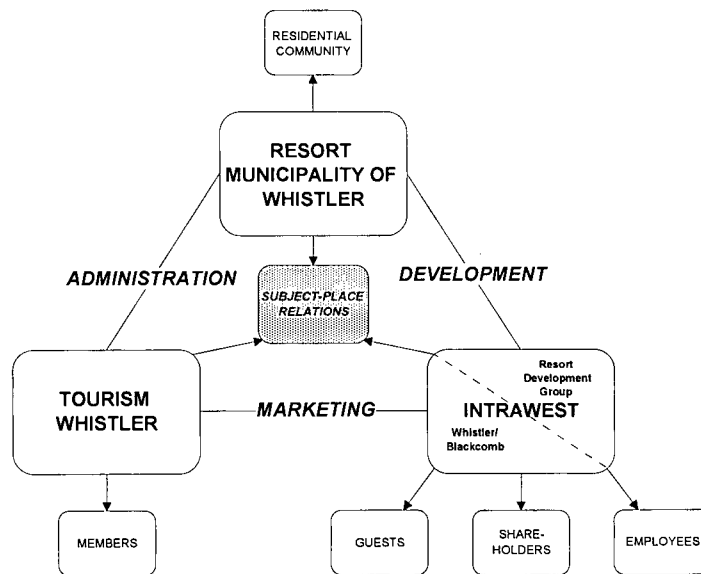 RESIDENTIAL
COMMUNITY
RESORT
MUNICIPALITY OF
WHISTLER
ADMINISTRATION
DEVELOPMENT
SUBJECT-PLACE
RELATIONS
TOURISM
WHISTLER
MARKETING
Resort
Development
Group
INTRAWEST
Whistler/
Blackcomb
MEMBERS
GUESTS
SHARE-
HOLDERS
EMPLOYEES